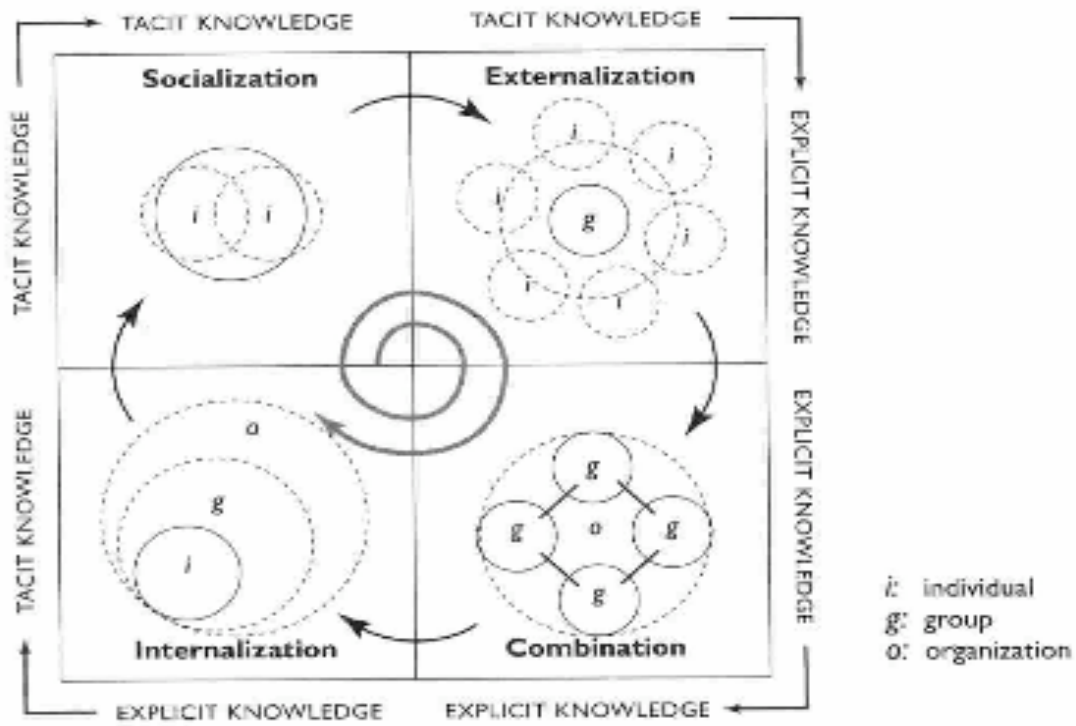 TACIT KNOWLEDGE
TACIT KNOWLEDGE
Socialization
Externalization
TACIT KNOWLEDGE
EXPLICIT KNOWLEDGE
i
i
i
i
i
i
i
i
g
TACIT KNOWLEDGE
EXPLICIT KNOWLEDGE
o
g
i
g
g
o
g
g
Internalization
Combination
EXPLICIT KNOWLEDGE
EXPLICIT KNOWLEDGE
i: individual
g: group
o: organization